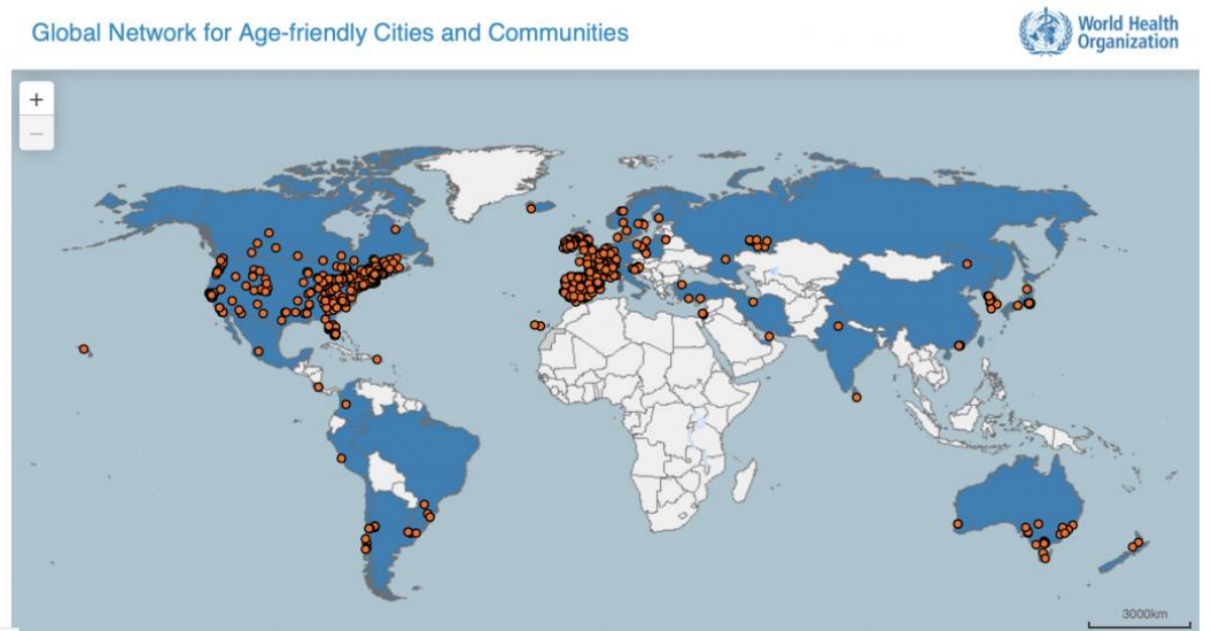 Global Network for Age-friendly Cities and Communities
World Health
Organization
+
−
3000km